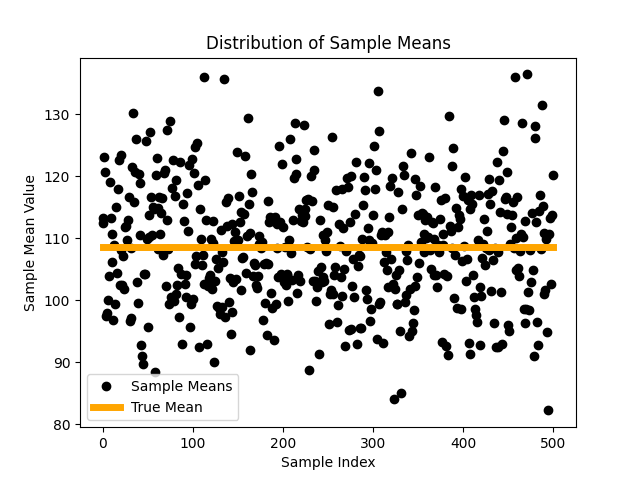 Distribution of Sample Means
Sample Mean Value
130
120
110
100
90
80
Sample Means
True Mean
0
100
200
300
400
500
Sample Index